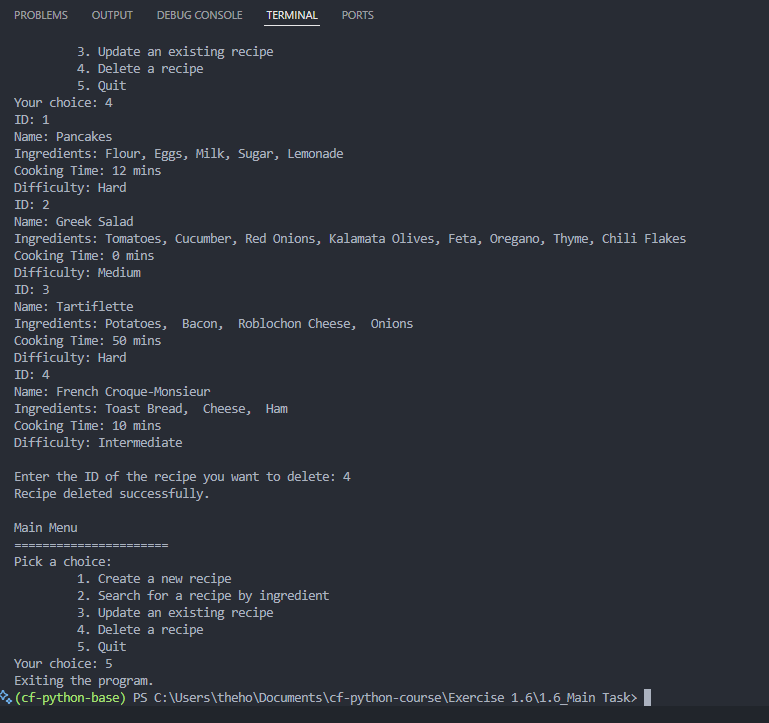 PROBLEMS OUTPUT DEBUG CONSOLE TERMINAL PORTS
3. Update an existing recipe
4. Delete a recipe
5. Quit
Your choice: 4
ID: 1
Name: Pancakes
Ingredients: Flour, Eggs, Milk, Sugar, Lemonade
Cooking Time: 12 mins
Difficulty: Hard
ID: 2
Name: Greek Salad
Ingredients: Tomatoes, Cucumber, Red Onions, Kalamata Olives, Feta, Oregano, Thyme, Chili Flakes
Cooking Time: 0 mins
Difficulty: Medium
ID: 3
Name: Tartiflette
Ingredients: Potatoes,  Bacon,  Roblochon Cheese,  Onions
Cooking Time: 50 mins
Difficulty: Hard
ID: 4
Name: French Croque-Monsieur
Ingredients: Toast Bread,  Cheese,  Ham
Cooking Time: 10 mins
Difficulty: Intermediate
Enter the ID of the recipe you want to delete: 4
Recipe deleted successfully.
Main Menu
======================
Pick a choice:
1. Create a new recipe
2. Search for a recipe by ingredient
3. Update an existing recipe
4. Delete a recipe
5. Quit
Your choice: 5
Exiting the program.
(cf-python-base) PS C:\Users\theho\Documents\cf-python-course\Exercise 1.6\1.6_Main Task>